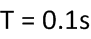 T = 0.1s